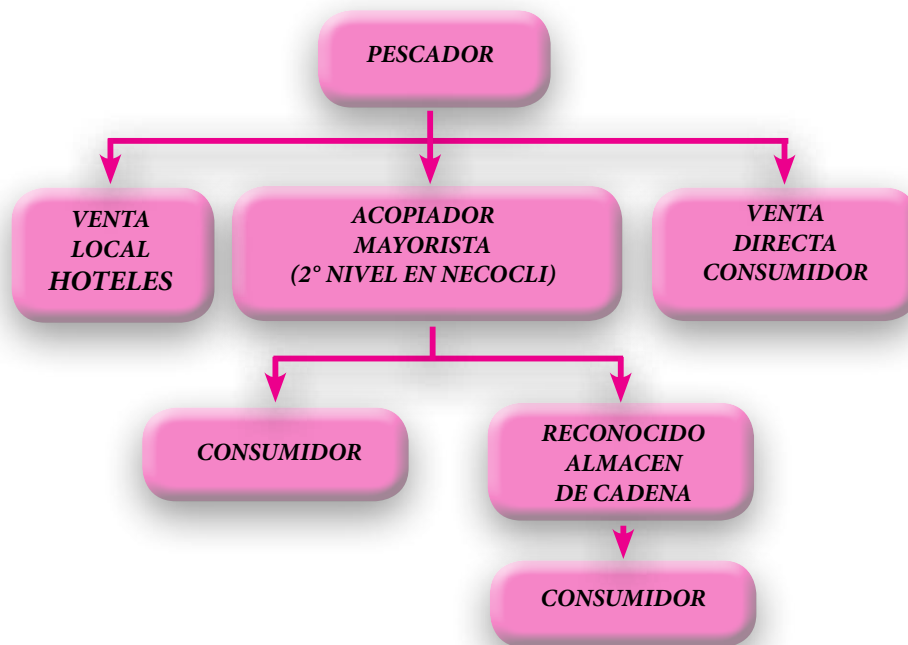 PESCADOR
VENTA
LOCAL
HOTELES
ACOPIADOR
MAYORISTA
(2° NIVEL EN NECOCLI)
VENTA
DIRECTA
CONSUMIDOR
CONSUMIDOR
RECONOCIDO
ALMACEN
DE CADENA
CONSUMIDOR